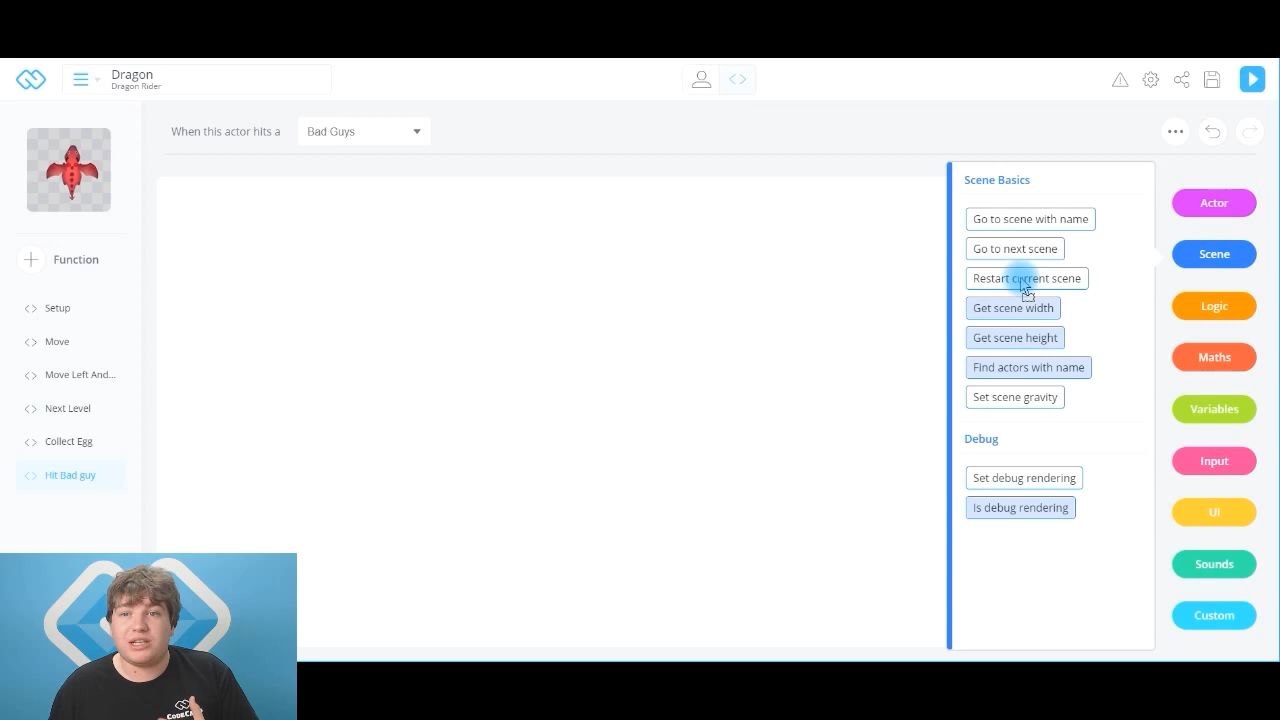 Dragon
Dragon Rider
When this actor hits a
Bad Guys
Function
Setup
Move
Move Left And...
Next Level
Collect Egg
Hit Bad guy
Scene Basics
Go to scene with name
Go to next scene
Restart current scene
Get scene width
Get scene height
Find actors with name
Set scene gravity
Debug
Set debug rendering
Is debug rendering
Actor
Scene
Logic
Maths
Variables
Input
UI
Sounds
Custom